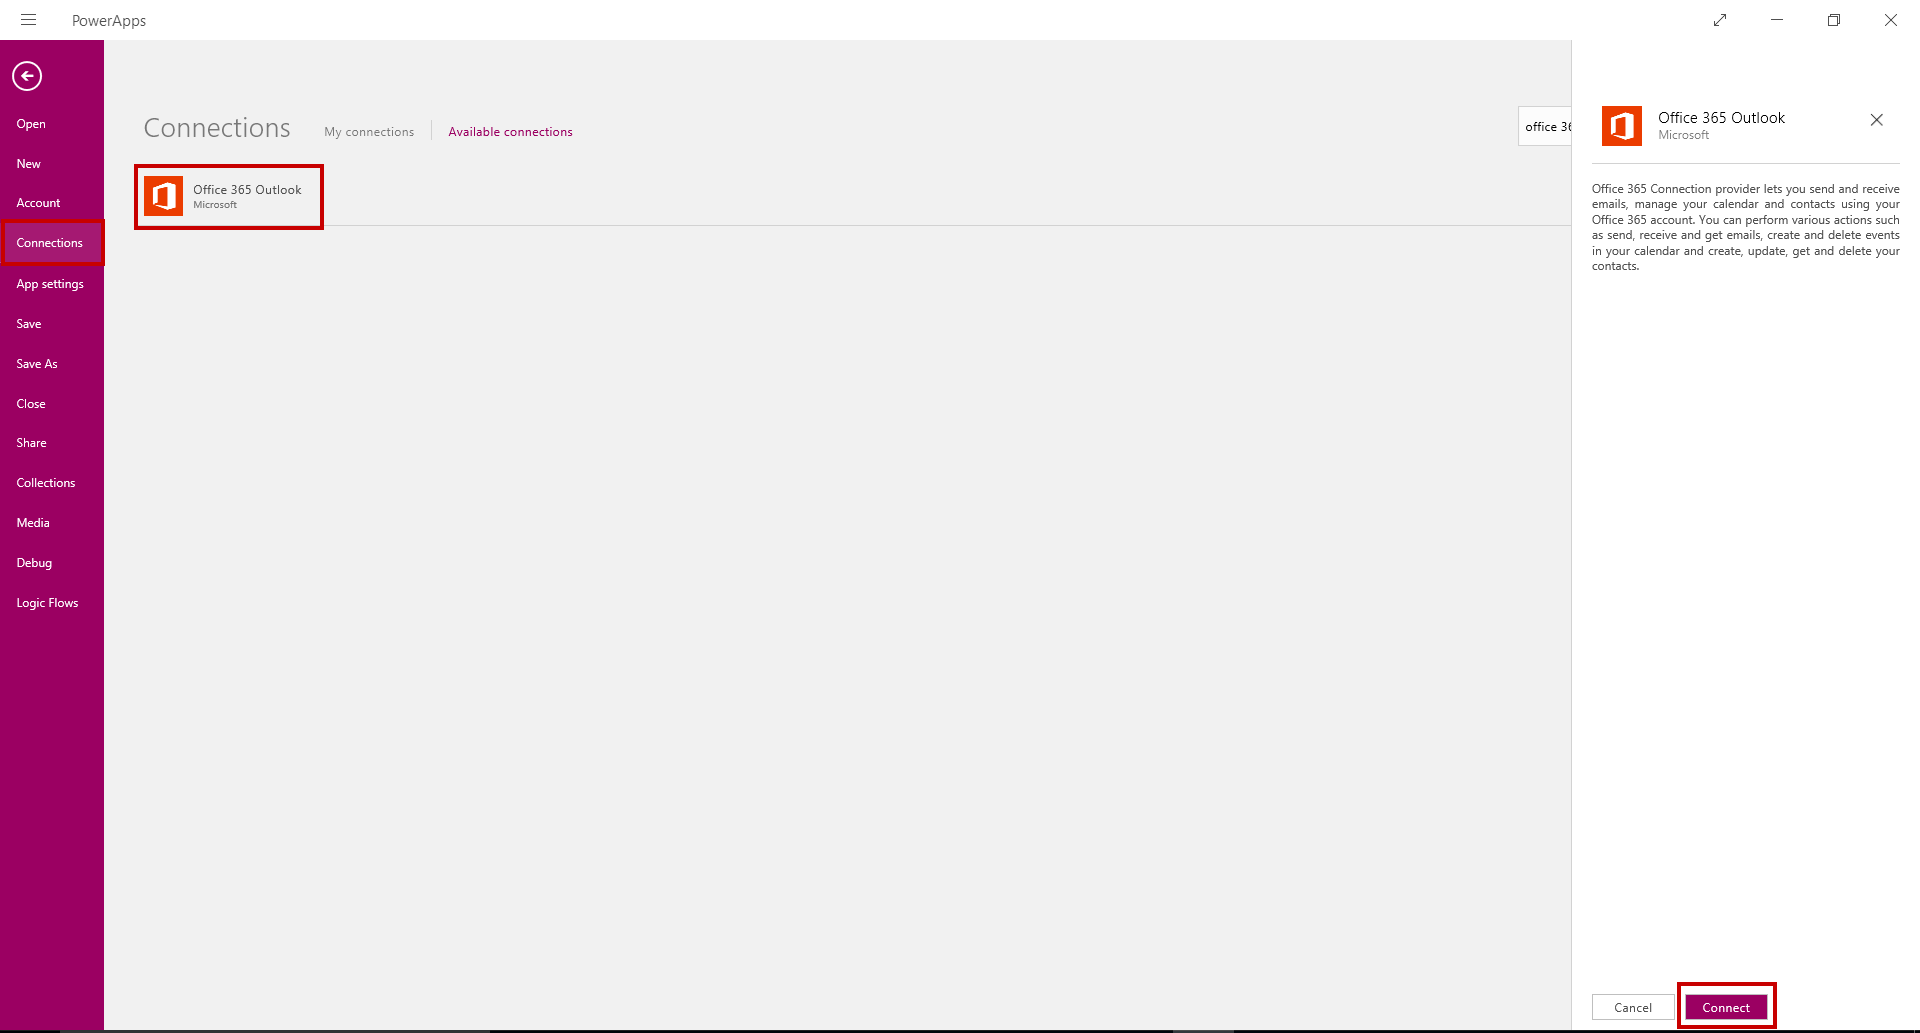 PowerApps
Open
New
Account
Connections
App settings
Save
Save As
Close
Share
Collections
Media
Debug
Logic Flows
Connections My connections Available connections
office 36
Office 365 Outlook
Microsoft
Office 365 Outlook
Microsoft
Office 365 Connection provider lets you send and receive
emails, manage your calendar and contacts using your
Office 365 account. You can perform various actions such
as send, receive and get emails, create and delete events
in your calendar and create, update, get and delete your
contacts.
Cancel Connect